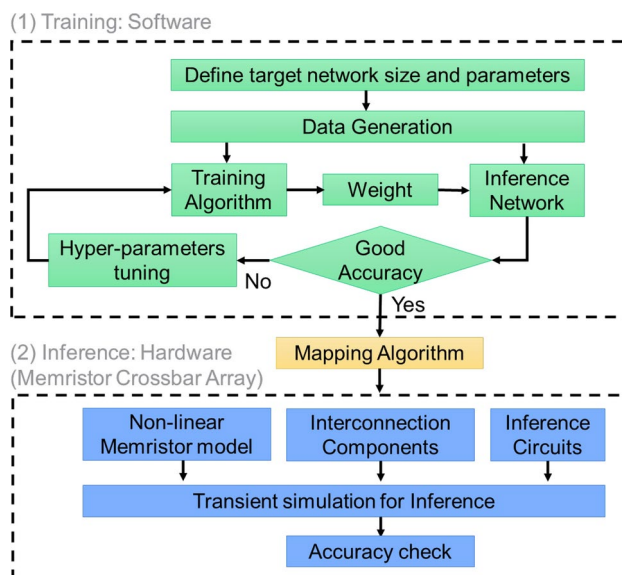 (1) Training: Software
Define target network size and parameters
Data Generation
Training
Algorithm
Weight
Inference
Network
Hyper-parameters
tuning
No
Good
Accuracy
Yes
(2) Inference: Hardware
(Memristor Crossbar Array)
Mapping Algorithm
Non-linear
Memristor model
Interconnection
Components
Inference
Circuits
Transient simulation for Inference
Accuracy check